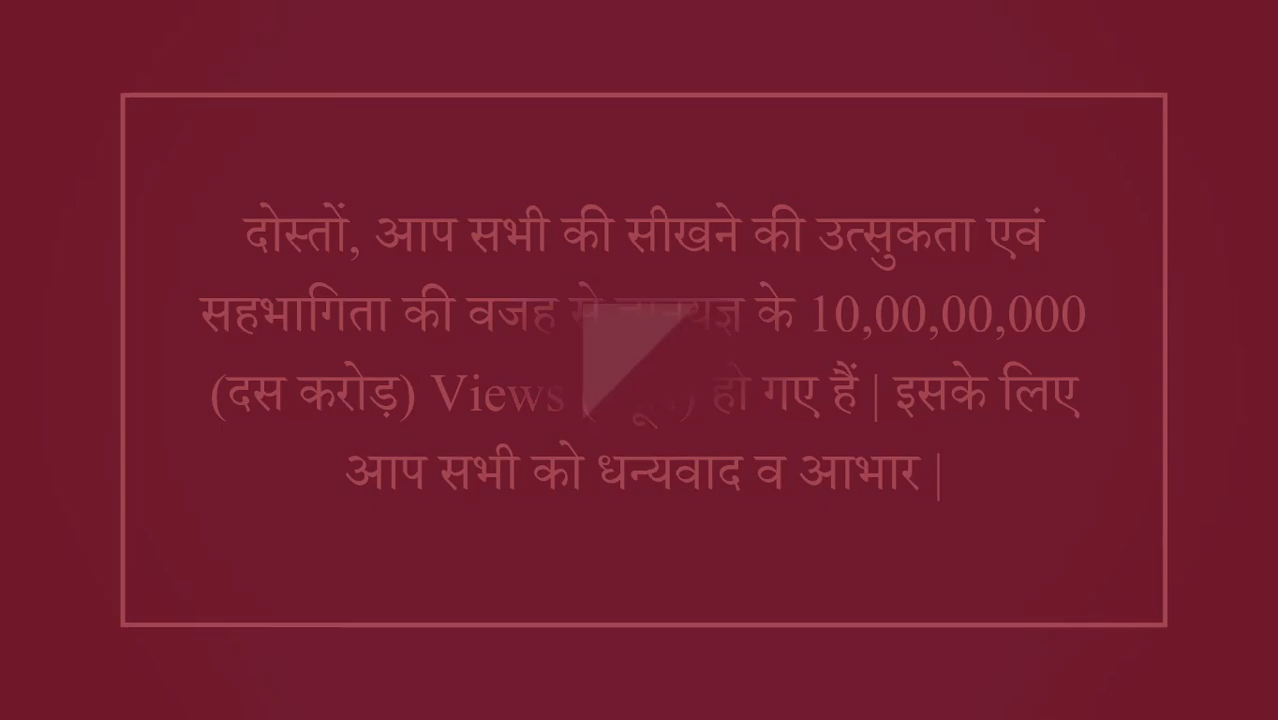 दोस्तों, आप सभी की सीखने की उत्सुकता एवं
सहभागिता की वजह से के 10,00,00,000
(दस करोड़) Views हो गए हैं | इसके लिए
आप सभी को धन्यवाद व आभार |